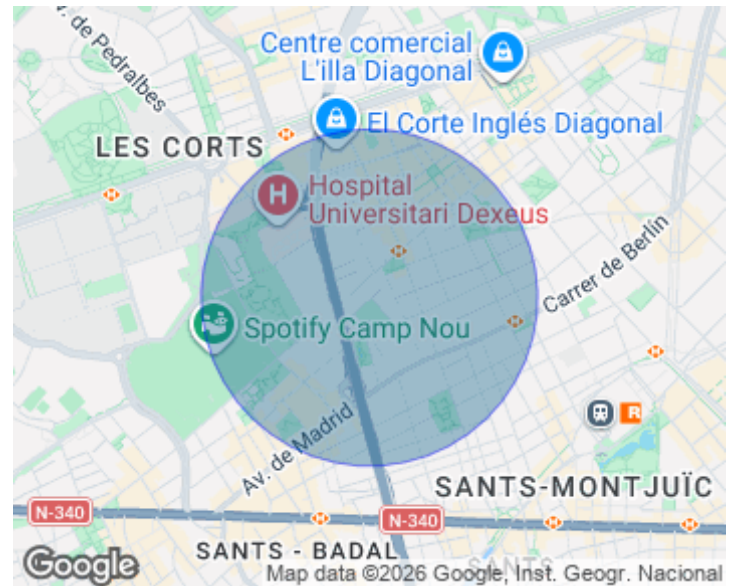 Av. de Pedralbes
Centre comercial
L'illa Diagonal
El Corte Inglés Diagonal
LES CORTS
H
Hospital
Universitari Dexeus
Carrer de Berlín
Spotify Camp Nou
Av. de Madrid
R
SANTS-MONTJUÏC
N-340
N-340
SANTS - BADAL
SANTS
Google
Map data ©2026 Google, Inst. Geogr. Nacional